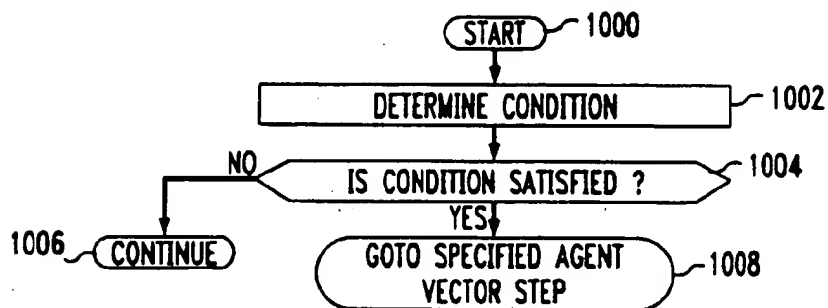 START
1000
DETERMINE CONDITION
1002
IS CONDITION SATISFIED ?
1004
NO
YES
1006
CONTINUE
GOTO SPECIFIED AGENT
VECTOR STEP
1008